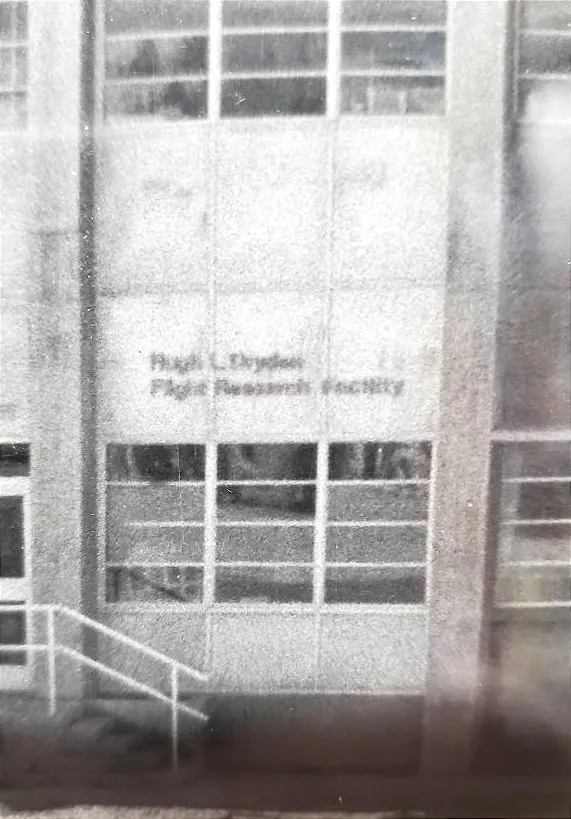 Hugh L. Dryden
Flight Research Facility